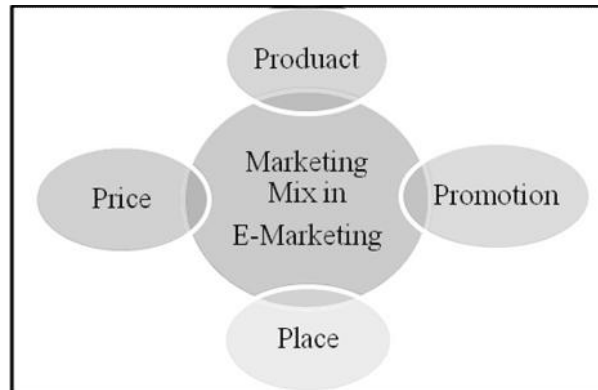 Produact
Price
Marketing
Mix in
E-Marketing
Promotion
Place